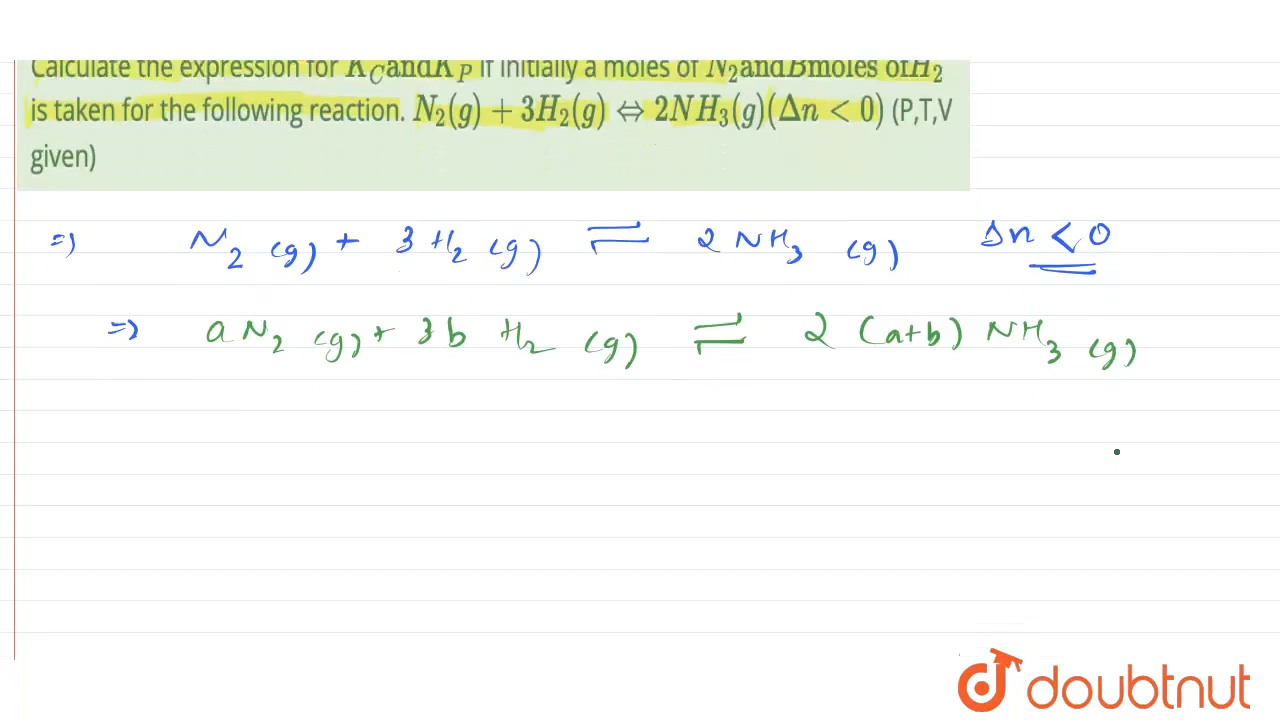 Calculate the expression for K_C and K_P if initially a moles of N_2 and B moles of H_2
is taken for the following reaction. N_2(g) + 3H_2(g) ⇔ 2NH_3(g)(Δn < 0) (P,T,V
given)
⇒ N_2 (g) + 3 H_2 (g) ⇌ 2 NH_3 (g) Δn < 0
⇒ a N_2 (g) + 3b H_2 (g) ⇌ 2 (a+b) NH_3 (g)
doubtnut